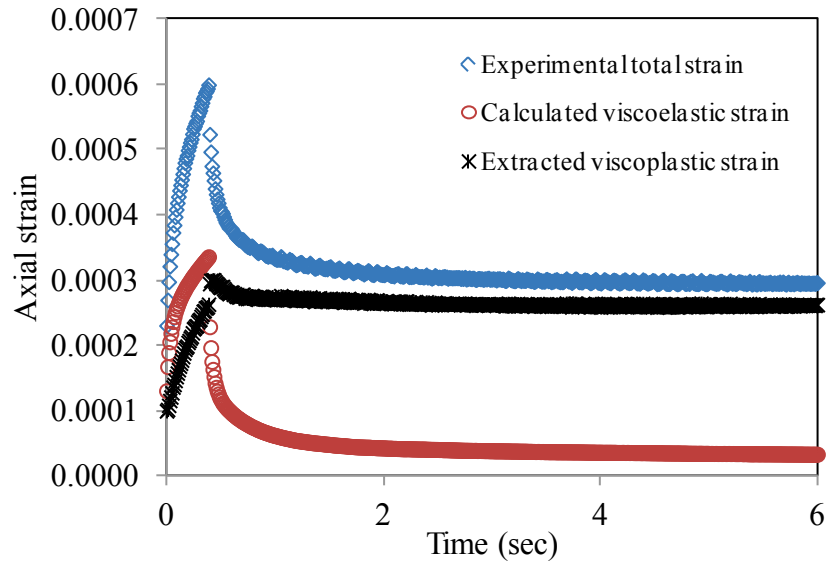 0.0007
0.0006
0.0005
0.0004
0.0003
0.0002
0.0001
0.0000
Axial strain
Experimental total strain
Calculated viscoelastic strain
Extracted viscoplastic strain
0 2 4 6
Time (sec)